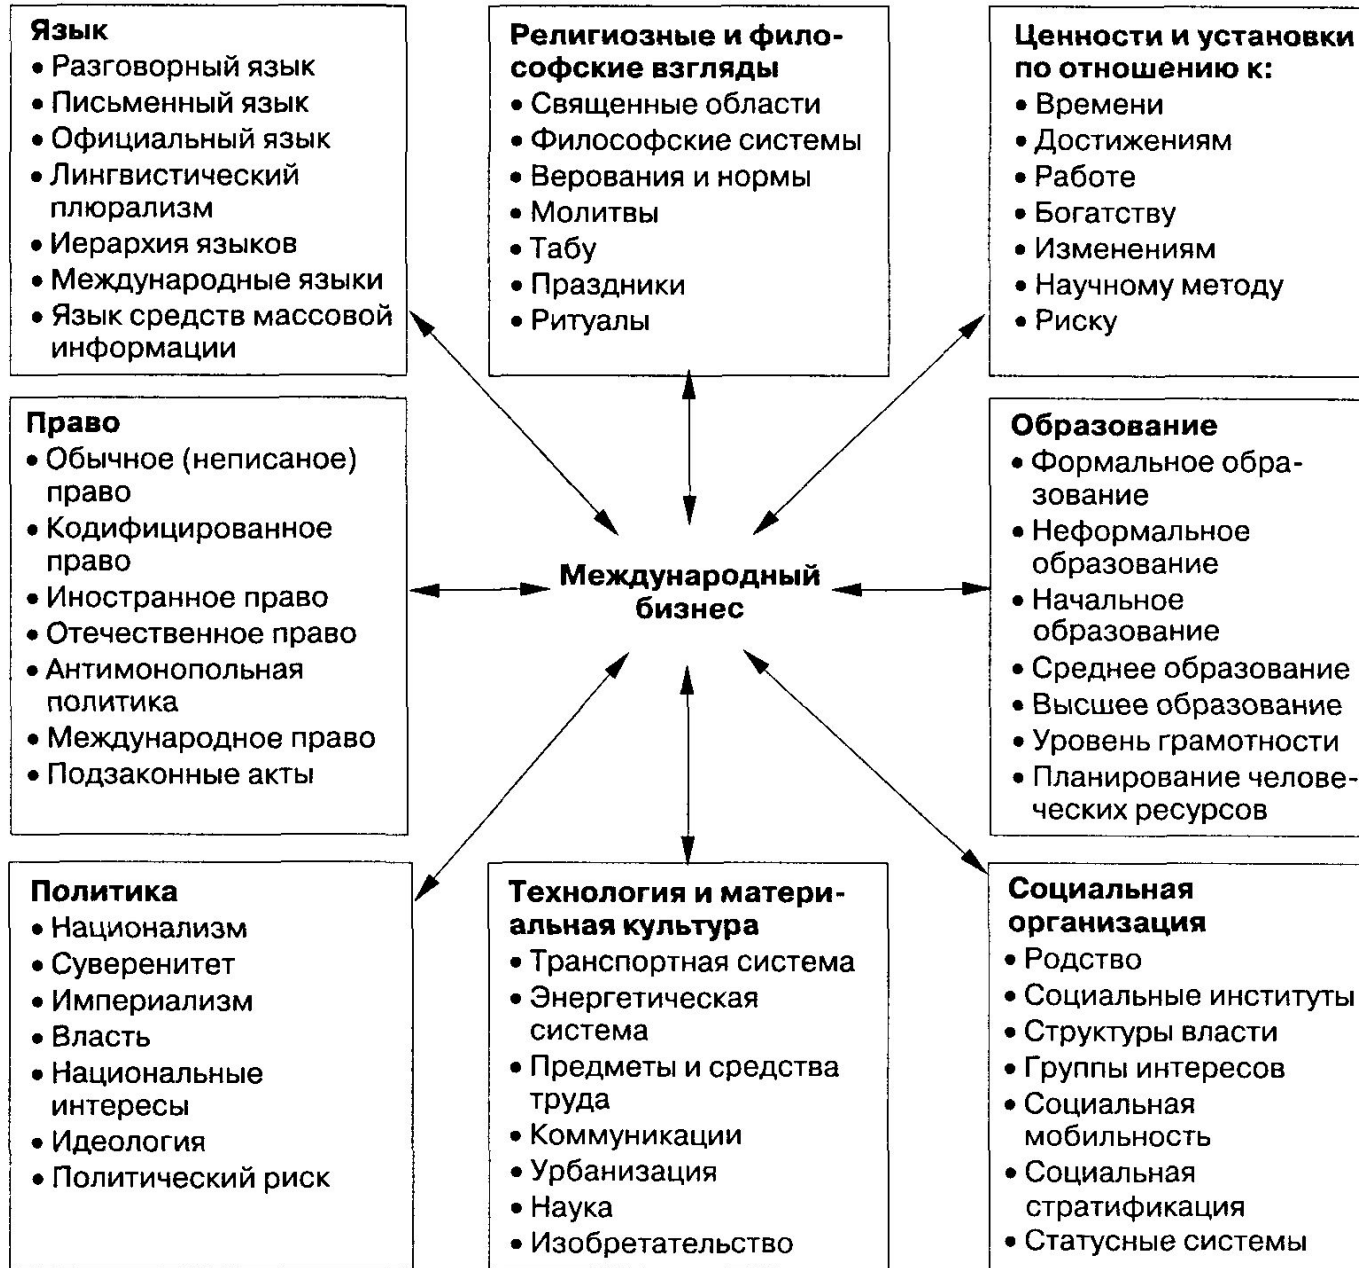 Язык
• Разговорный язык
• Письменный язык
• Официальный язык
• Лингвистический
плюрализм
• Иерархия языков
• Международные языки
• Язык средств массовой
информации
Религиозные и фило-
софские взгляды
• Священные области
• Философские системы
• Верования и нормы
• Молитвы
• Табу
• Праздники
• Ритуалы
Ценности и установки
по отношению к:
• Времени
• Достижениям
• Работе
• Богатству
• Изменениям
• Научному методу
• Риску
Право
• Обычное (неписаное)
право
• Кодифицированное
право
• Иностранное право
• Отечественное право
• Антимонопольная
политика
• Международное право
• Подзаконные акты
Международный
бизнес
Образование
• Формальное обра-
зование
• Неформальное
образование
• Начальное
образование
• Среднее образование
• Высшее образование
• Уровень грамотности
• Планирование челове-
ческих ресурсов
Политика
• Национализм
• Суверенитет
• Империализм
• Власть
• Национальные
интересы
• Идеология
• Политический риск
Технология и матери-
альная культура
• Транспортная система
• Энергетическая
система
• Предметы и средства
труда
• Коммуникации
• Урбанизация
• Наука
• Изобретательство
Социальная
организация
• Родство
• Социальные институты
• Структуры власти
• Группы интересов
• Социальная
мобильность
• Социальная
стратификация
• Статусные системы